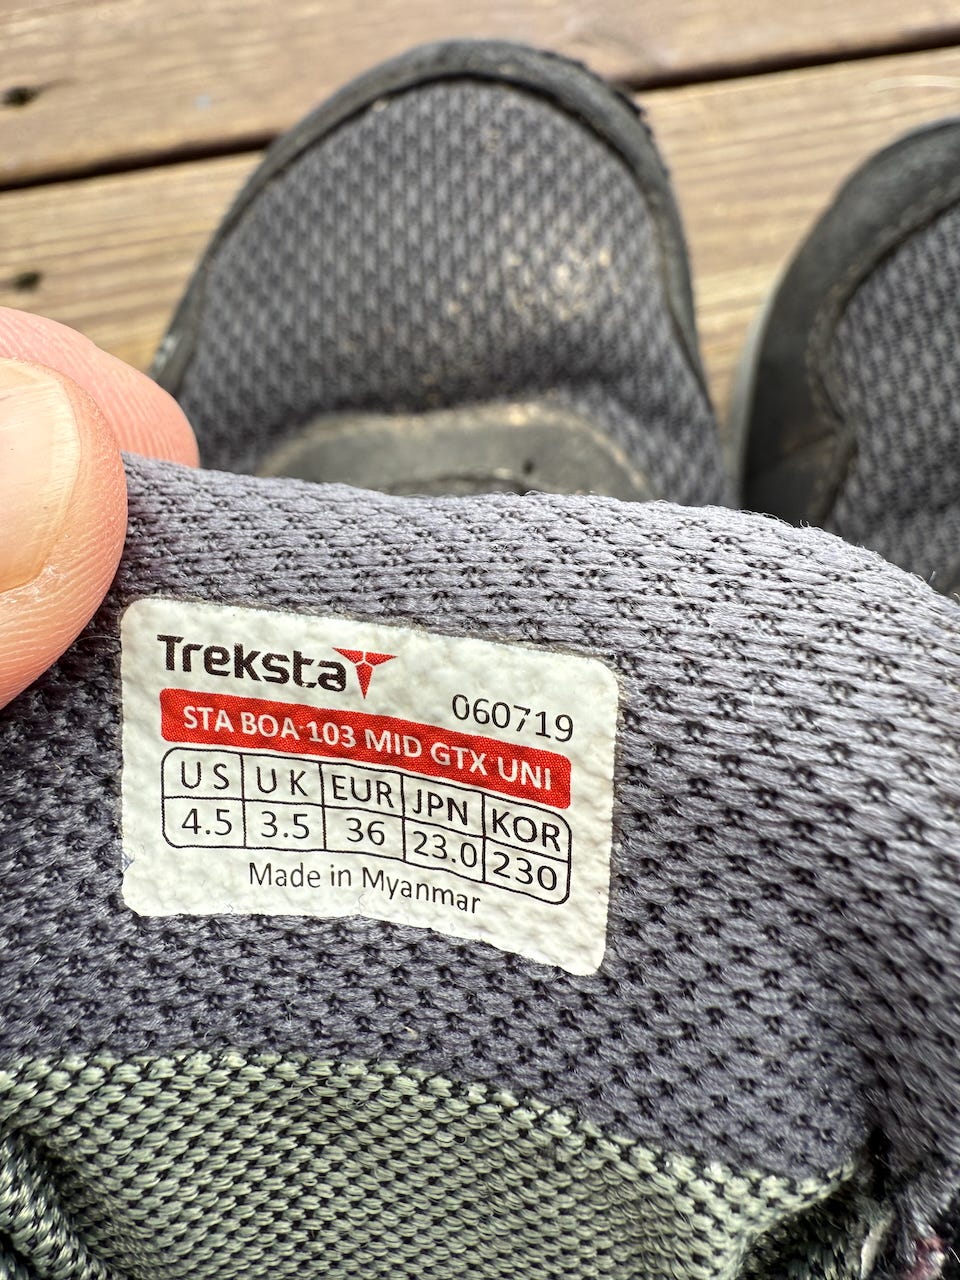 Treksta
060719
STA BOA 103 MID GTX UNI
US UK EUR JPN KOR
4.5 3.5 36 23.0 230
Made in Myanmar